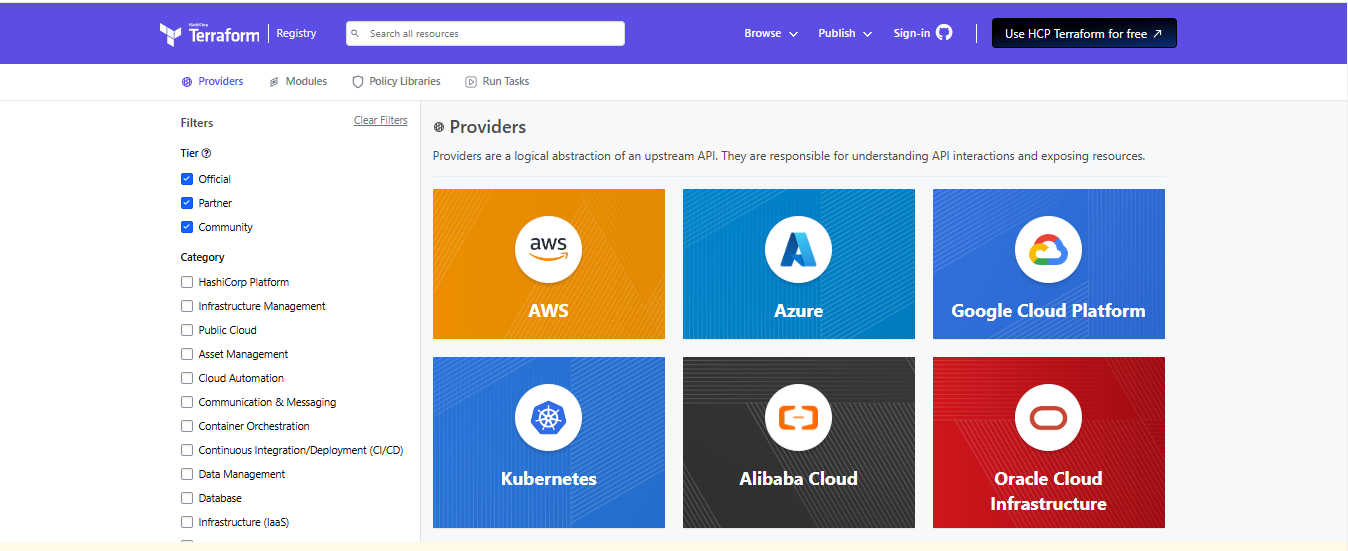 HashiCorp
Terraform
Registry
Search all resources
Browse
Publish
Sign-in
Use HCP Terraform for free
Providers
Modules
Policy Libraries
Run Tasks
Filters
Clear Filters
Tier
Official
Partner
Community
Category
HashiCorp Platform
Infrastructure Management
Public Cloud
Asset Management
Cloud Automation
Communication & Messaging
Container Orchestration
Continuous Integration/Deployment (CI/CD)
Data Management
Database
Infrastructure (IaaS)
Providers
Providers are a logical abstraction of an upstream API. They are responsible for understanding API interactions and exposing resources.
aws
AWS
Azure
Google Cloud Platform
Kubernetes
Alibaba Cloud
Oracle Cloud
Infrastructure